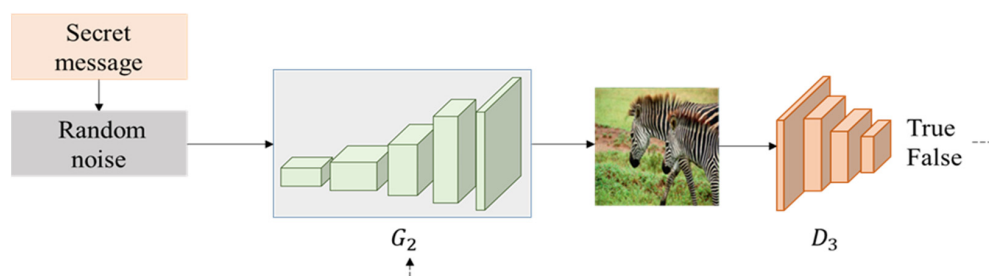 Secret
message
Random
noise
True
False
G₂
D₃